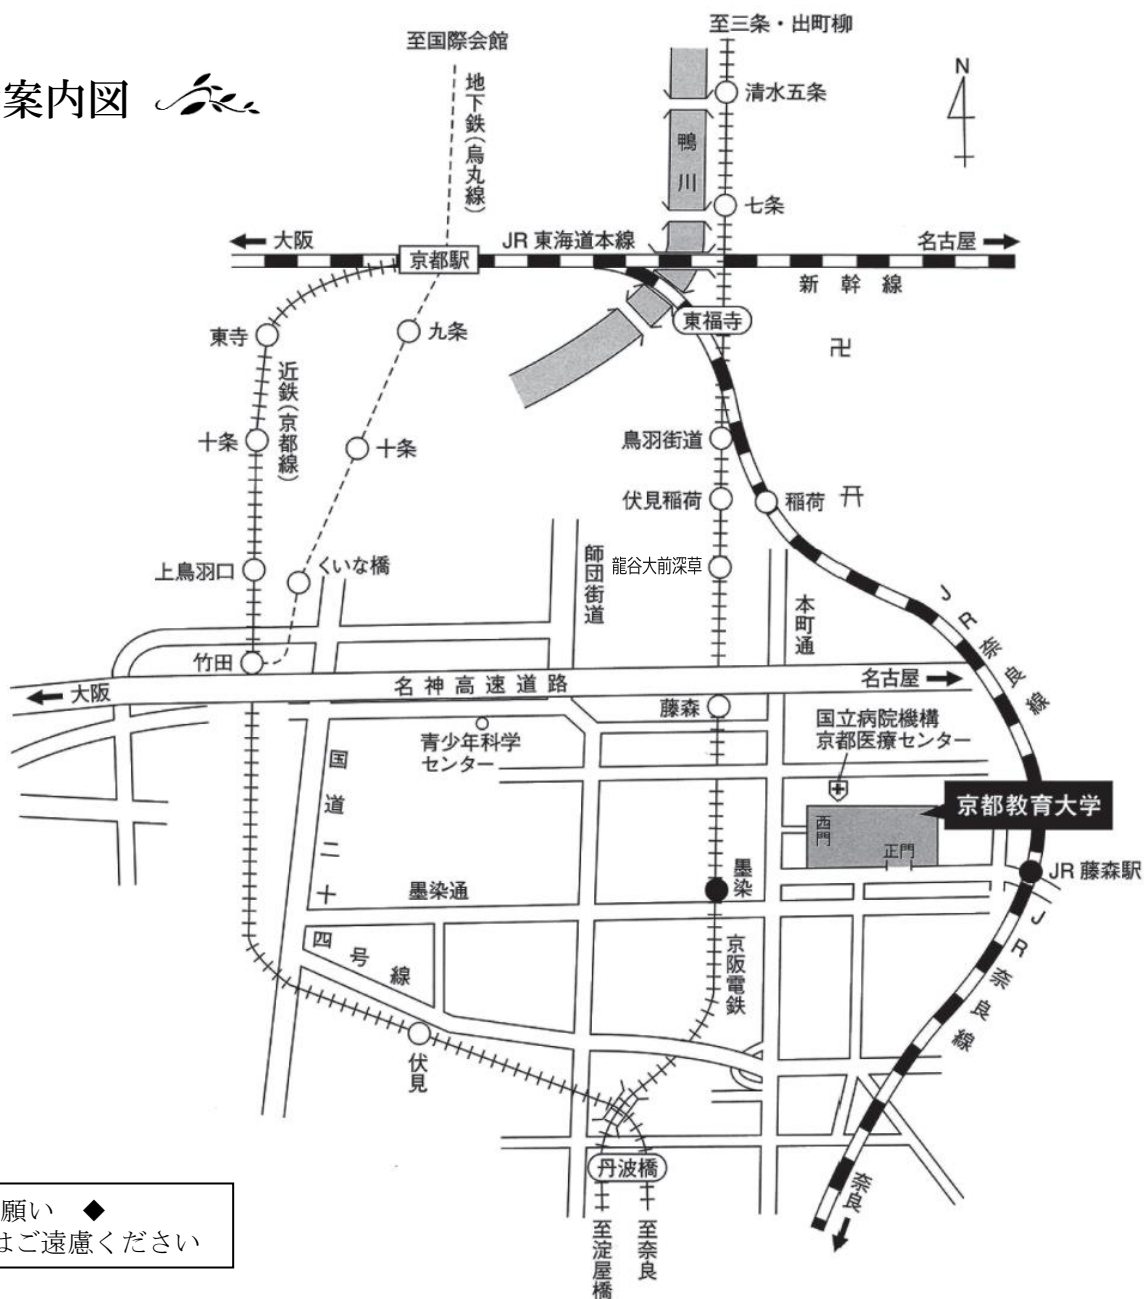 至三条・出町柳
至国際会館
案内図
N
地下鉄(烏丸線)
清水五条
鴨川
七条
大阪
JR 東海道本線
名古屋
京都駅
新幹線
東福寺
東寺
九条
近鉄(京都線)
十条
十条
鳥羽街道
伏見稲荷
稲荷
上鳥羽口
くいな橋
師団街道
龍谷大前深草
本町通
JR奈良線
竹田
大阪
名神高速道路
名古屋
藤森
国立病院機構
京都医療センター
青少年科学
センター
国道二十四号線
京都教育大学
西門
正門
JR 藤森駅
墨染
墨染通
京阪電鉄
JR奈良線
伏見
丹波橋
奈良
至淀屋橋
至奈良
願い ◆
はご遠慮ください